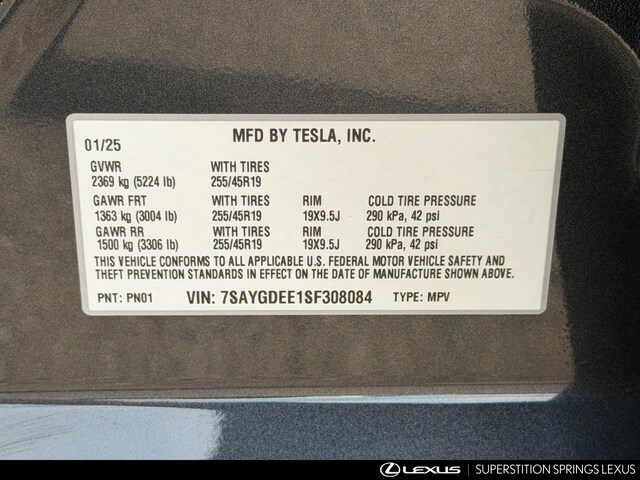 MFD BY TESLA, INC.
01/25
GVWR WITH TIRES
2369 kg (5224 lb) 255/45R19
GAWR FRT WITH TIRES RIM COLD TIRE PRESSURE
1363 kg (3004 lb) 255/45R19 19X9.5J 290 kPa, 42 psi
GAWR RR WITH TIRES RIM COLD TIRE PRESSURE
1500 kg (3306 lb) 255/45R19 19X9.5J 290 kPa, 42 psi
THIS VEHICLE CONFORMS TO ALL APPLICABLE U.S. FEDERAL MOTOR VEHICLE SAFETY AND
THEFT PREVENTION STANDARDS IN EFFECT ON THE DATE OF MANUFACTURE SHOWN ABOVE.
PNT: PN01 VIN: 7SAYGDEE1SF308084 TYPE: MPV
LEXUS | SUPERSTITION SPRINGS LEXUS